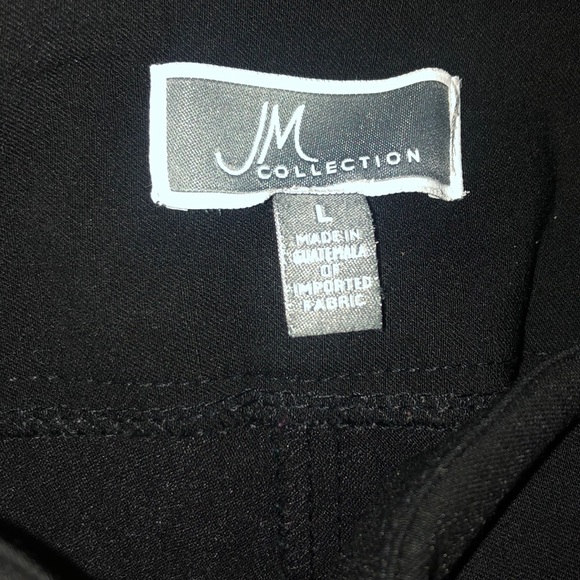 JM
COLLECTION
L
MADE IN
GUATEMALA
OF
IMPORTED
FABRIC